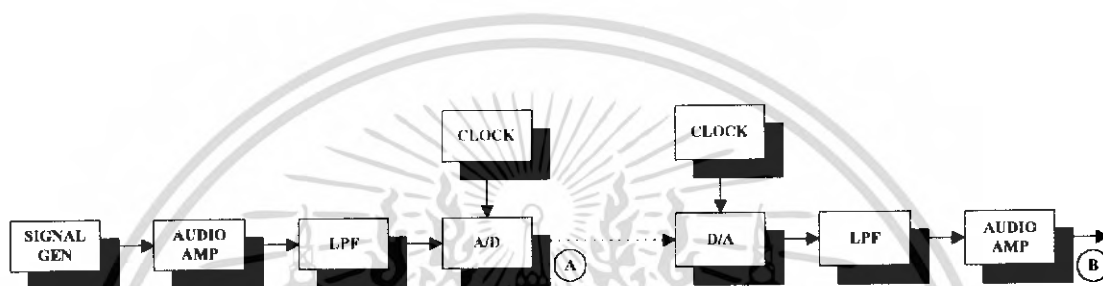 CLOCK
CLOCK
SIGNAL
GEN
AUDIO
AMP
LPF
A/D
A
D/A
LPF
AUDIO
AMP
B